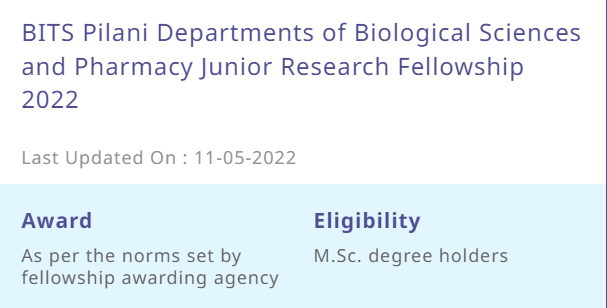 BITS Pilani Departments of Biological Sciences
and Pharmacy Junior Research Fellowship
2022
Last Updated On : 11-05-2022
Award
As per the norms set by
fellowship awarding agency
Eligibility
M.Sc. degree holders